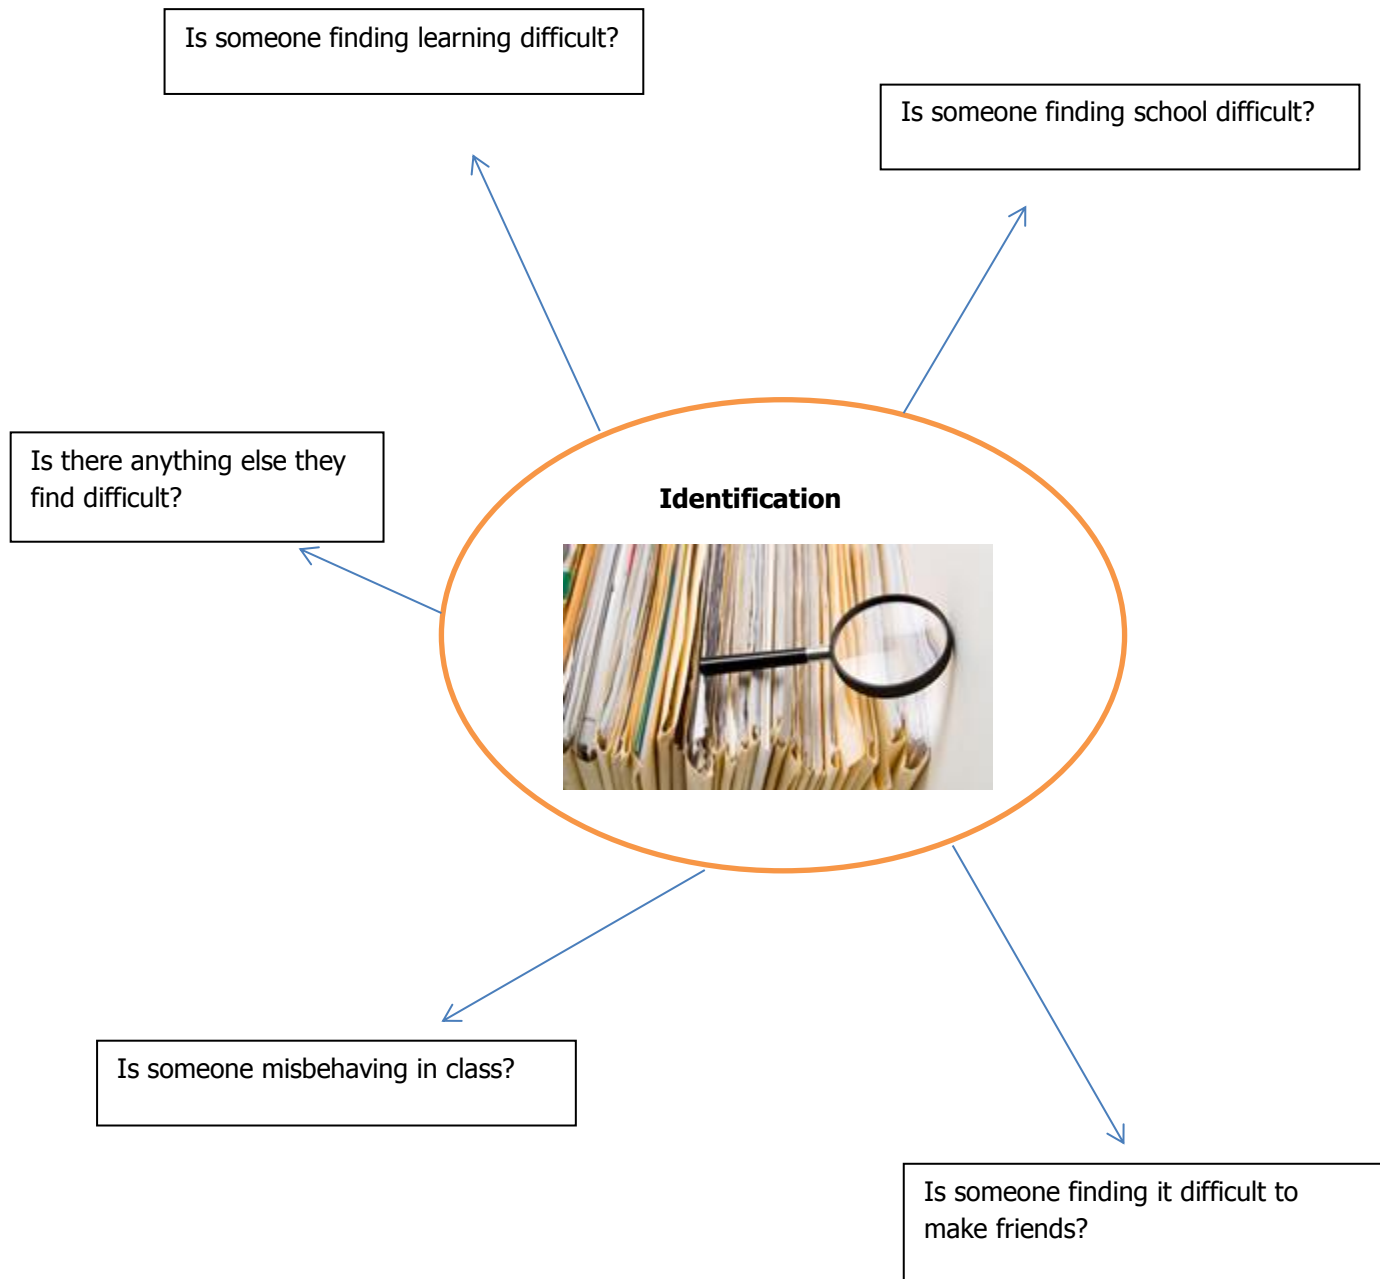 Is someone finding learning difficult?
Is someone finding school difficult?
Is there anything else they
find difficult?
Identification
Is someone misbehaving in class?
Is someone finding it difficult to
make friends?